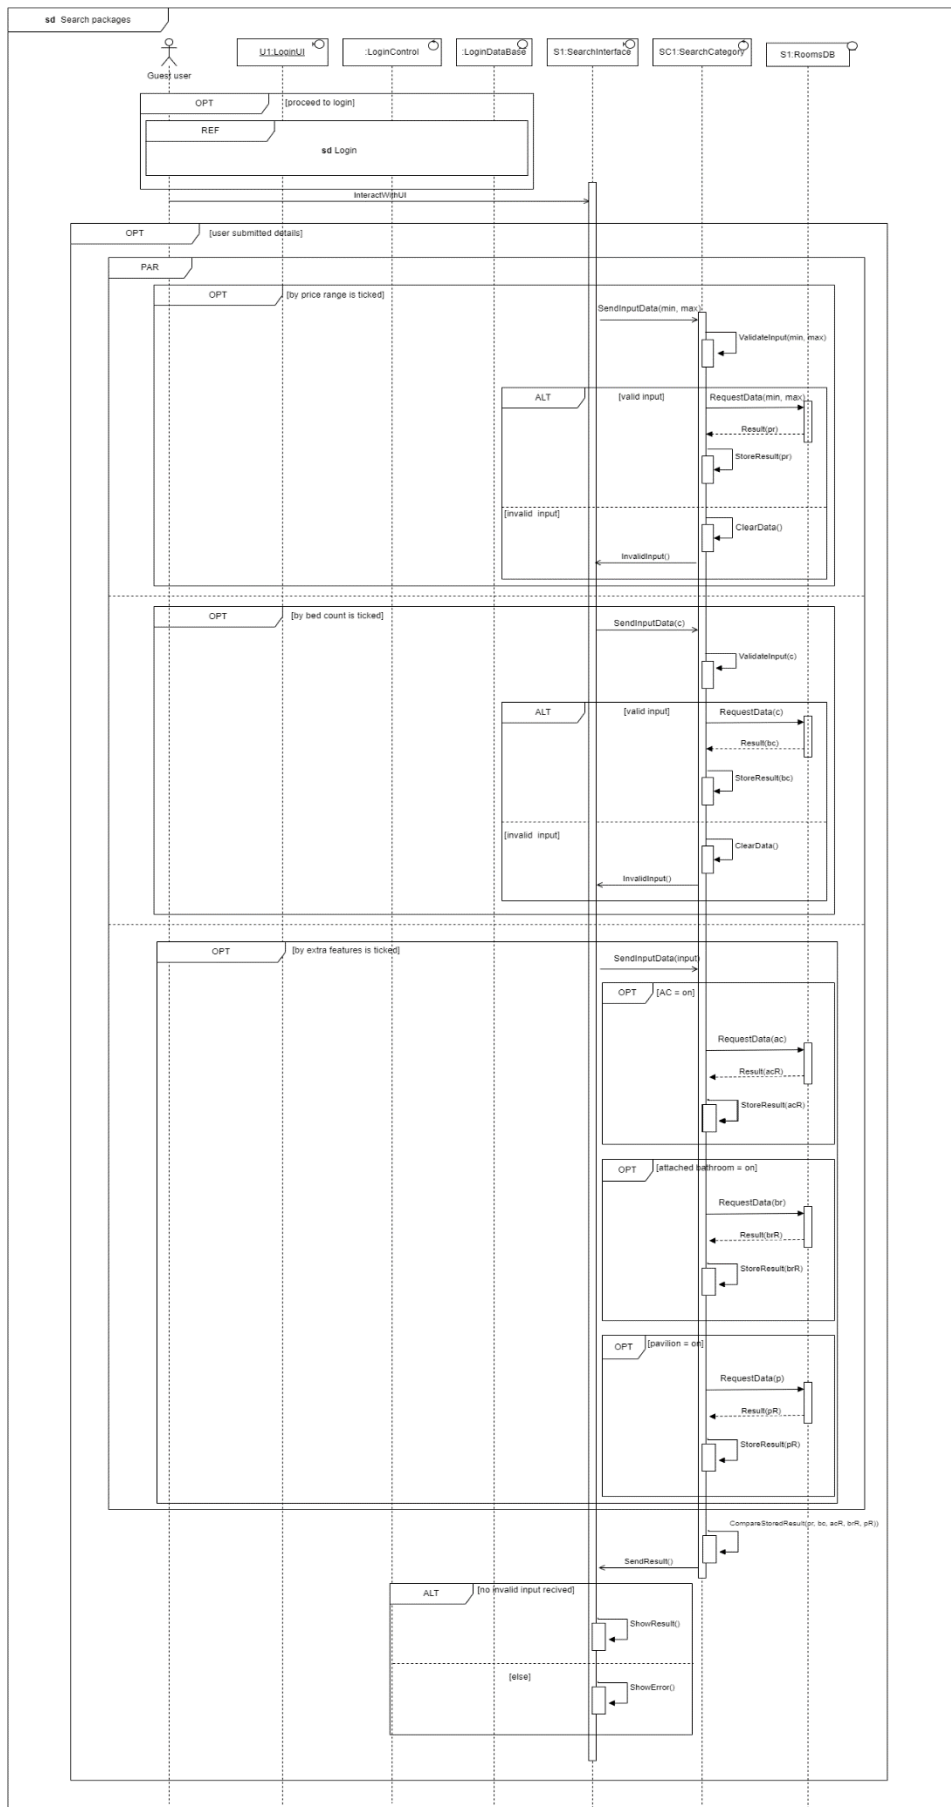 sd Search packages
Guest user
U1:LoginUI
:LoginControl
:LoginDataBase
S1:SearchInterface
SC1:SearchCategory
S1:RoomsDB
OPT
[proceed to login]
REF
sd Login
InteractWithUI
OPT
[user submitted details]
PAR
OPT
[by price range is ticked]
SendInputData(min, max)
ValidateInput(min, max)
ALT
[valid input]
RequestData(min, max)
Result(pr)
StoreResult(pr)
[invalid input]
ClearData()
InvalidInput()
OPT
[by bed count is ticked]
SendInputData(c)
ValidateInput(c)
ALT
[valid input]
RequestData(c)
Result(bc)
StoreResult(bc)
[invalid input]
ClearData()
InvalidInput()
OPT
[by extra features is ticked]
SendInputData(input)
OPT
[AC = on]
RequestData(ac)
Result(acR)
StoreResult(acR)
OPT
[attached bathroom = on]
RequestData(br)
Result(brR)
StoreResult(brR)
OPT
[pavilion = on]
RequestData(p)
Result(pR)
StoreResult(pR)
CompareStoredResult(pr, bc, acR, brR, pR))
SendResult()
ALT
[no invalid input recived]
ShowResult()
[else]
ShowError()